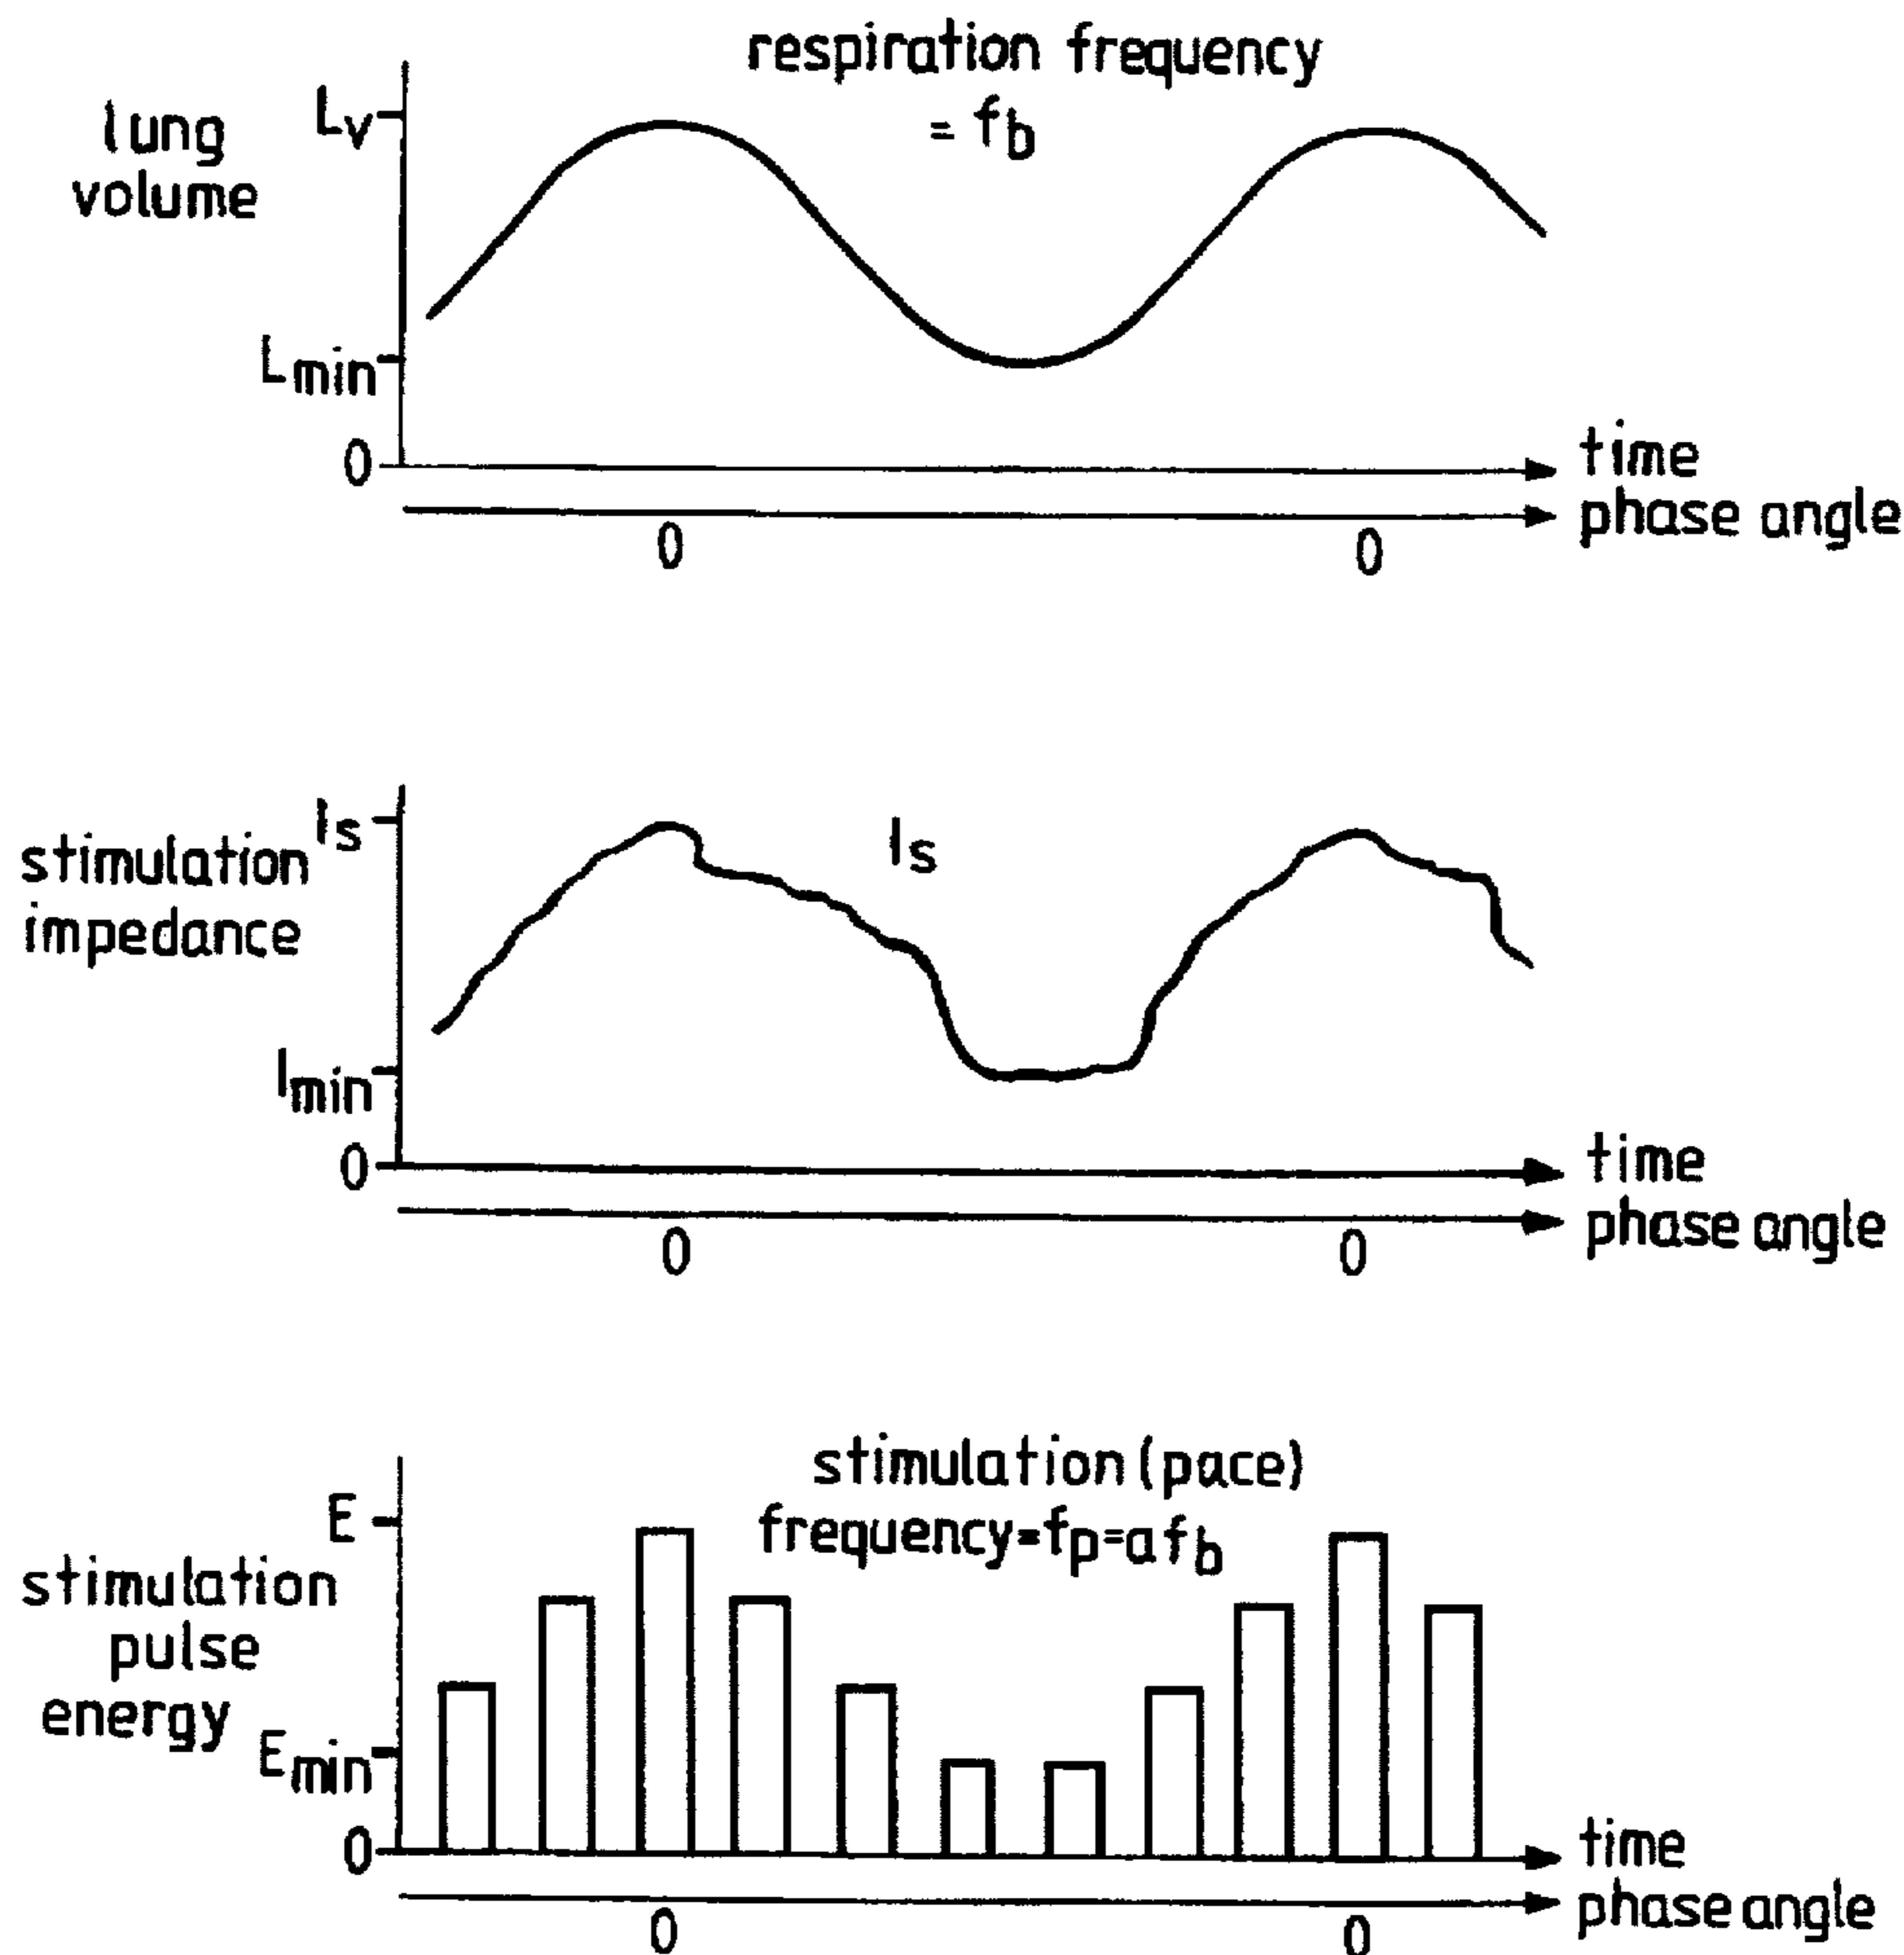 respiration frequency
= fb
lung
volume
Lv
Lmin
0
time
phase angle
0 0
stimulation
impedance
Is
Is
Imin
0
time
phase angle
0 0
stimulation (pace)
frequency=fp=afb
stimulation
pulse
energy
E
Emin
0
time
phase angle
0 0